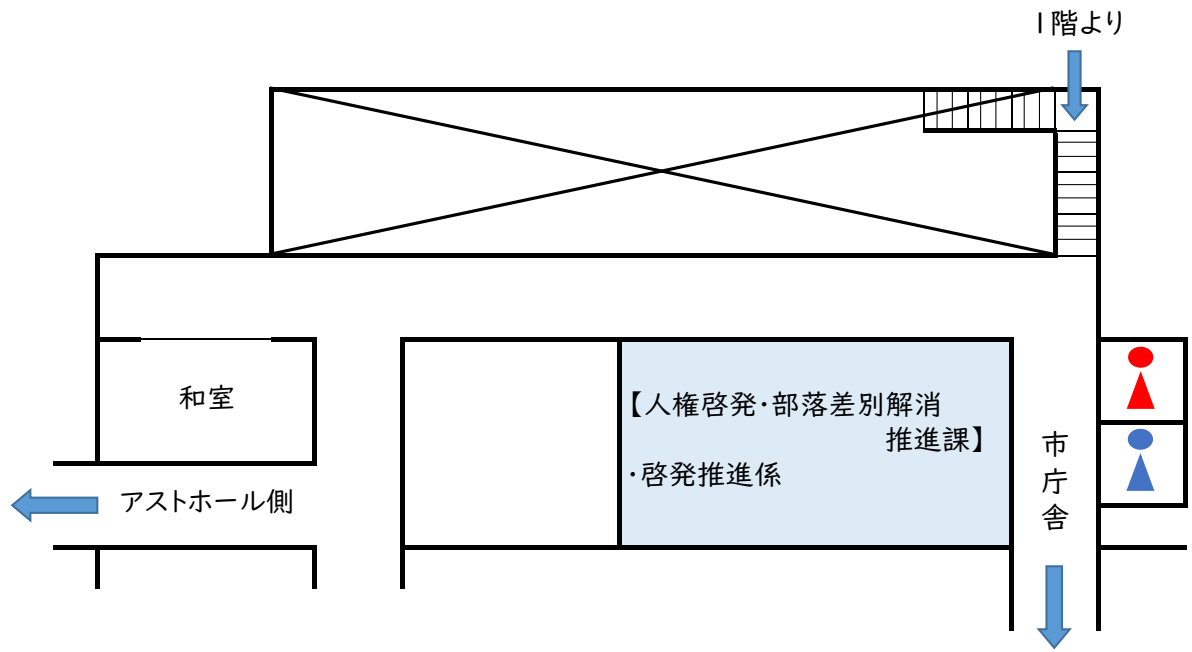 1階より
和室
【人権啓発・部落差別解消
推進課】
・啓発推進係
アストホール側
市庁舎